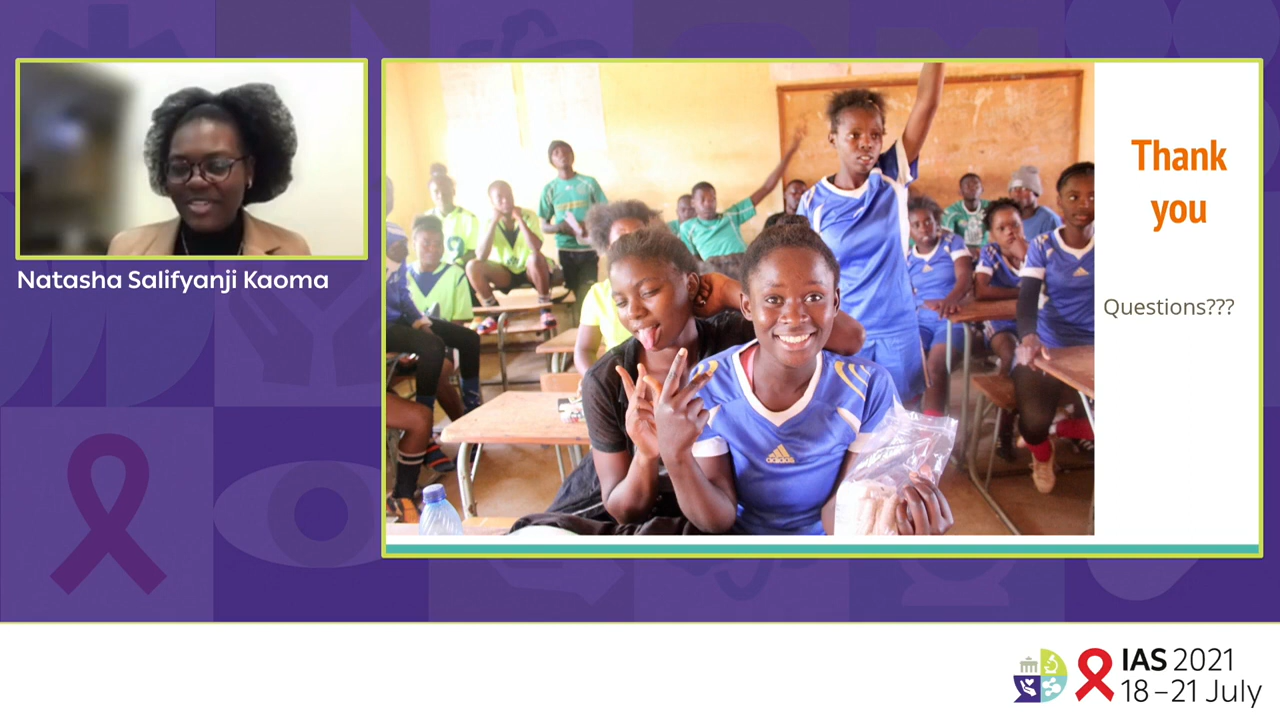 Natasha Salifyanji Kaoma
Thank
you
Questions???
adidas
IAS 2021
18–21 July